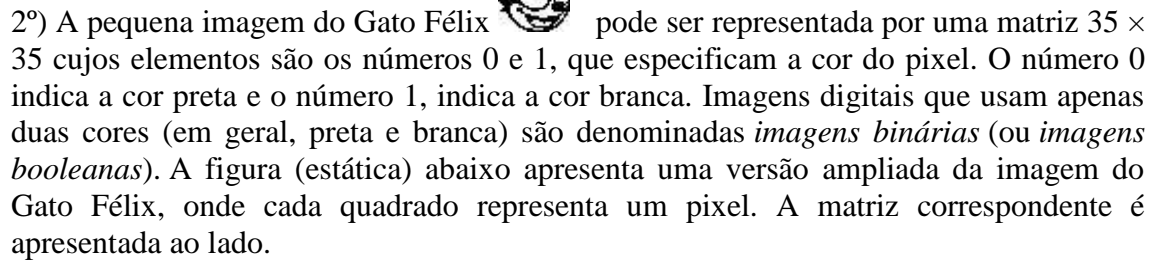 2º) A pequena imagem do Gato Félix pode ser representada por uma matriz 35 ×
35 cujos elementos são os números 0 e 1, que especificam a cor do pixel. O número 0
indica a cor preta e o número 1, indica a cor branca. Imagens digitais que usam apenas
duas cores (em geral, preta e branca) são denominadas imagens binárias (ou imagens
booleanas). A figura (estática) abaixo apresenta uma versão ampliada da imagem do
Gato Félix, onde cada quadrado representa um pixel. A matriz correspondente é
apresentada ao lado.